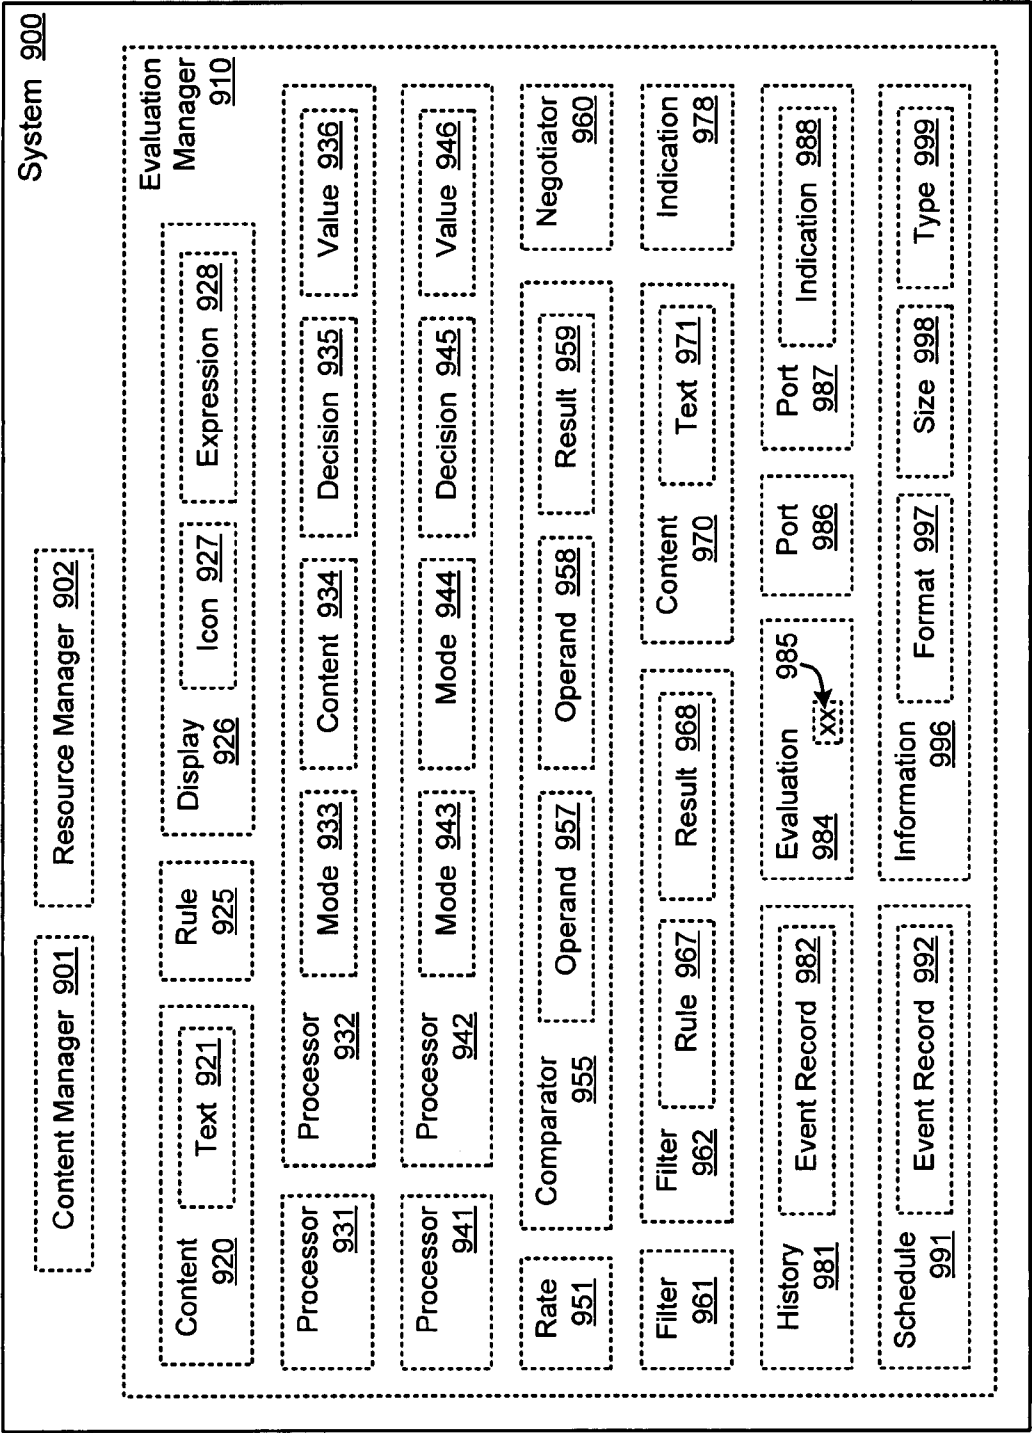 System 900
Content Manager 901
Resource Manager 902
Evaluation
Manager
910
Content
920
Text 921
Rule
925
Display
926
Icon 927
Expression 928
Processor
931
Processor
932
Mode 933
Content 934
Decision 935
Value 936
Processor
941
Processor
942
Mode 943
Mode 944
Decision 945
Value 946
Rate
951
Comparator
955
Operand 957
Operand 958
Result 959
Negotiator
960
Filter
961
Filter
962
Rule 967
Result 968
Content
970
Text 971
Indication
978
History
981
Event Record 982
Evaluation
984
985
xx
Port
986
Port
987
Indication 988
Schedule
991
Event Record 992
Information
996
Format 997
Size 998
Type 999